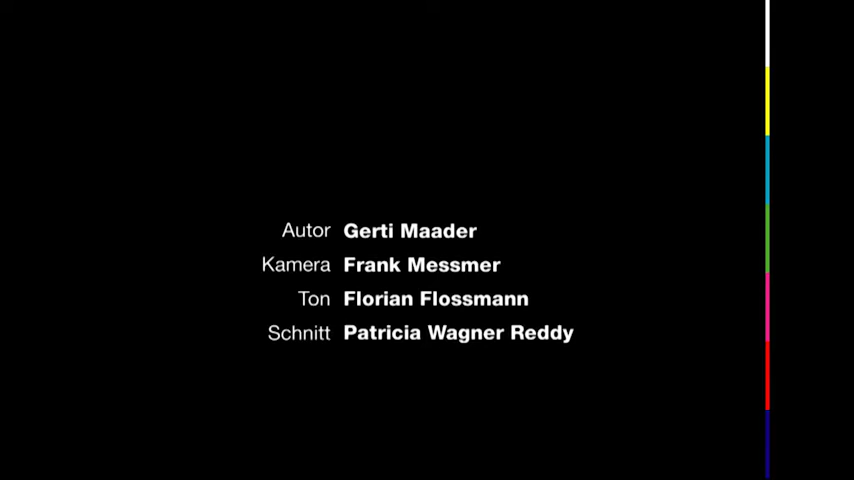 Autor Gerti Maader
Kamera Frank Messmer
Ton Florian Flossmann
Schnitt Patricia Wagner Reddy